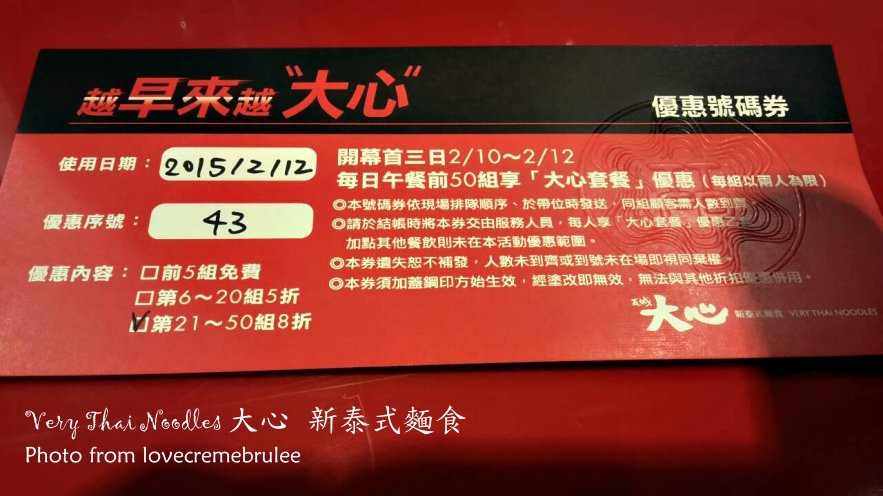 越早來越"大心"
優惠號碼券
使用日期：2015/2/12
優惠序號：43
優惠內容：□前5組免費
□第6～20組5折
☑第21～50組8折
開幕首三日2/10～2/12
每日午餐前50組享「大心套餐」優惠（每組以兩人為限）
◎本號碼券依現場排隊順序、於帶位時發送，同組顧客需人數到齊
◎請於結帳時將本券交由服務人員，每人享「大心套餐」優惠
加點其他餐飲則未在本活動優惠範圍。
◎本券遺失恕不補發，人數未到齊或到號未在場即視同棄權。
◎本券須加蓋鋼印方始生效，經塗改即無效，無法與其他折扣優惠併用。
大心 新泰式麵食 VERY THAI NOODLES
Very Thai Noodles 大心 新泰式麵食
Photo from lovecremebrulee